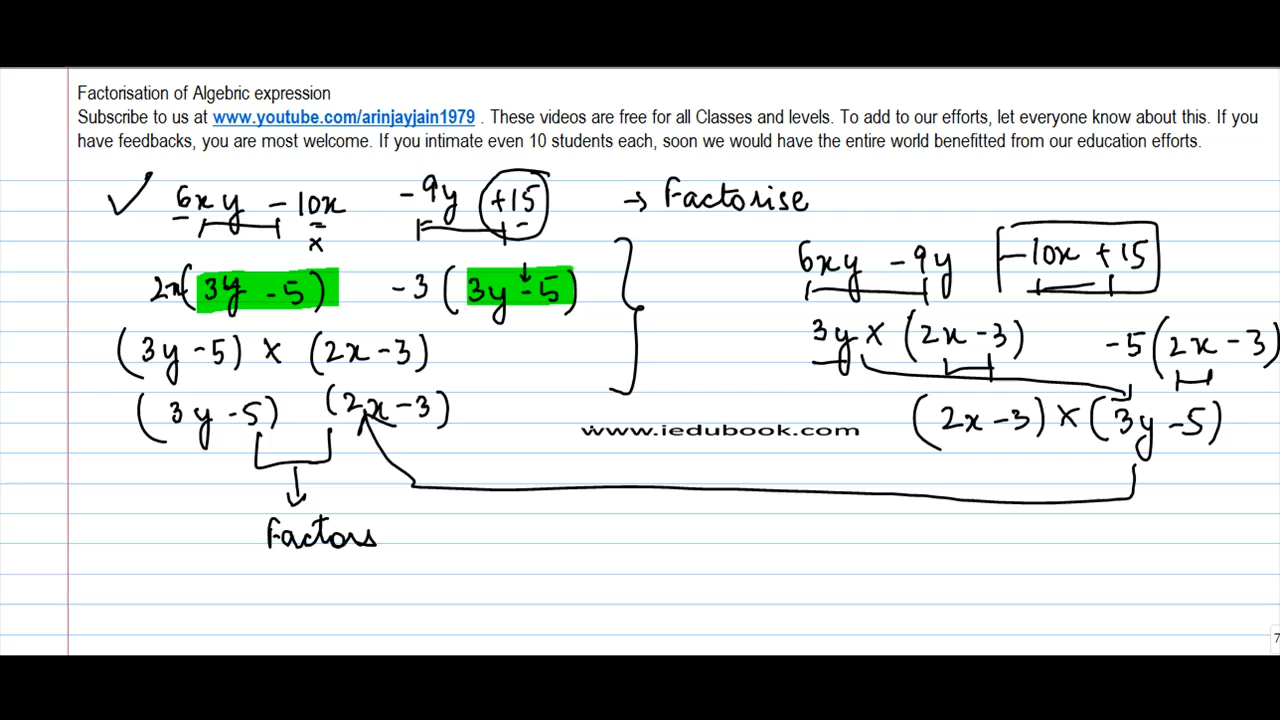 Factorisation of Algebric expression
Subscribe to us at www.youtube.com/arinjayjain1979 . These videos are free for all Classes and levels. To add to our efforts, let everyone know about this. If you
have feedbacks, you are most welcome. If you intimate even 10 students each, soon we would have the entire world benefitted from our education efforts.
✓ 6xy - 10x - 9y + 15 → Factorise
2x(3y - 5) - 3(3y - 5)
(3y - 5) × (2x - 3)
(3y - 5) (2x - 3)
Factors
6xy - 9y - 10x + 15
3y × (2x - 3) - 5(2x - 3)
(2x - 3) × (3y - 5)
www.iedubook.com
7